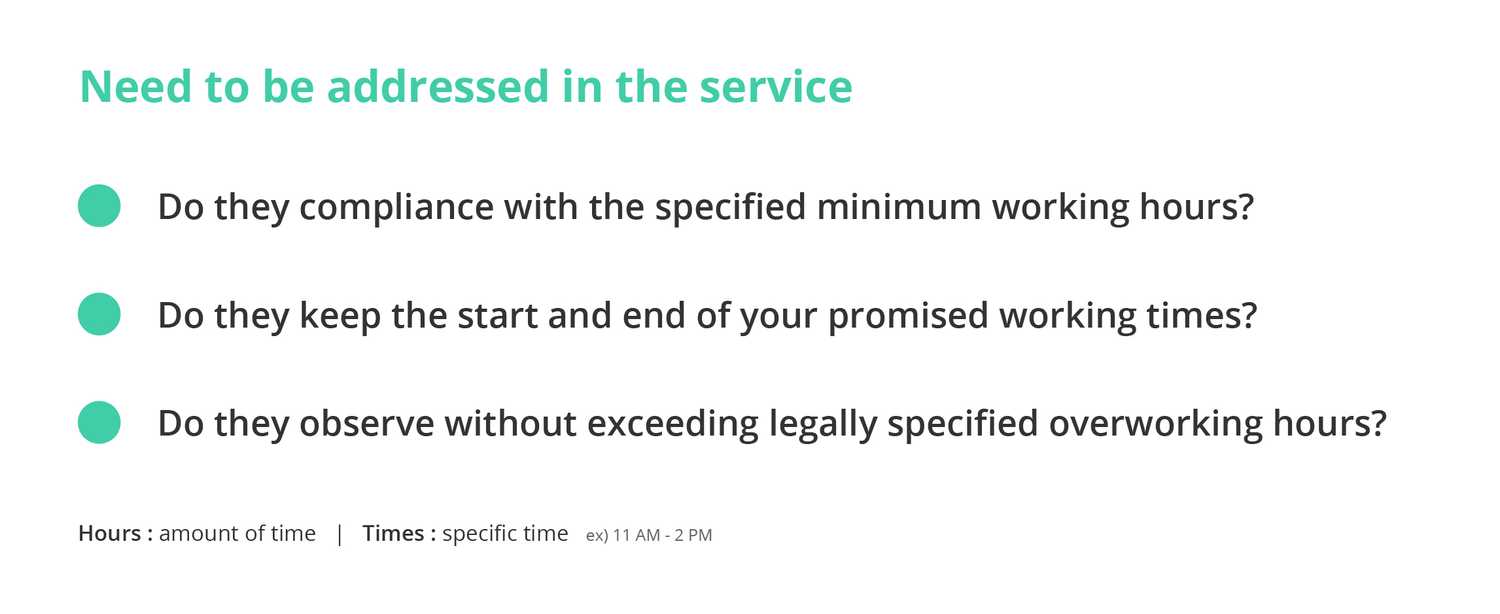 Need to be addressed in the service
Do they compliance with the specified minimum working hours?
Do they keep the start and end of your promised working times?
Do they observe without exceeding legally specified overworking hours?
Hours : amount of time | Times : specific time ex) 11 AM - 2 PM